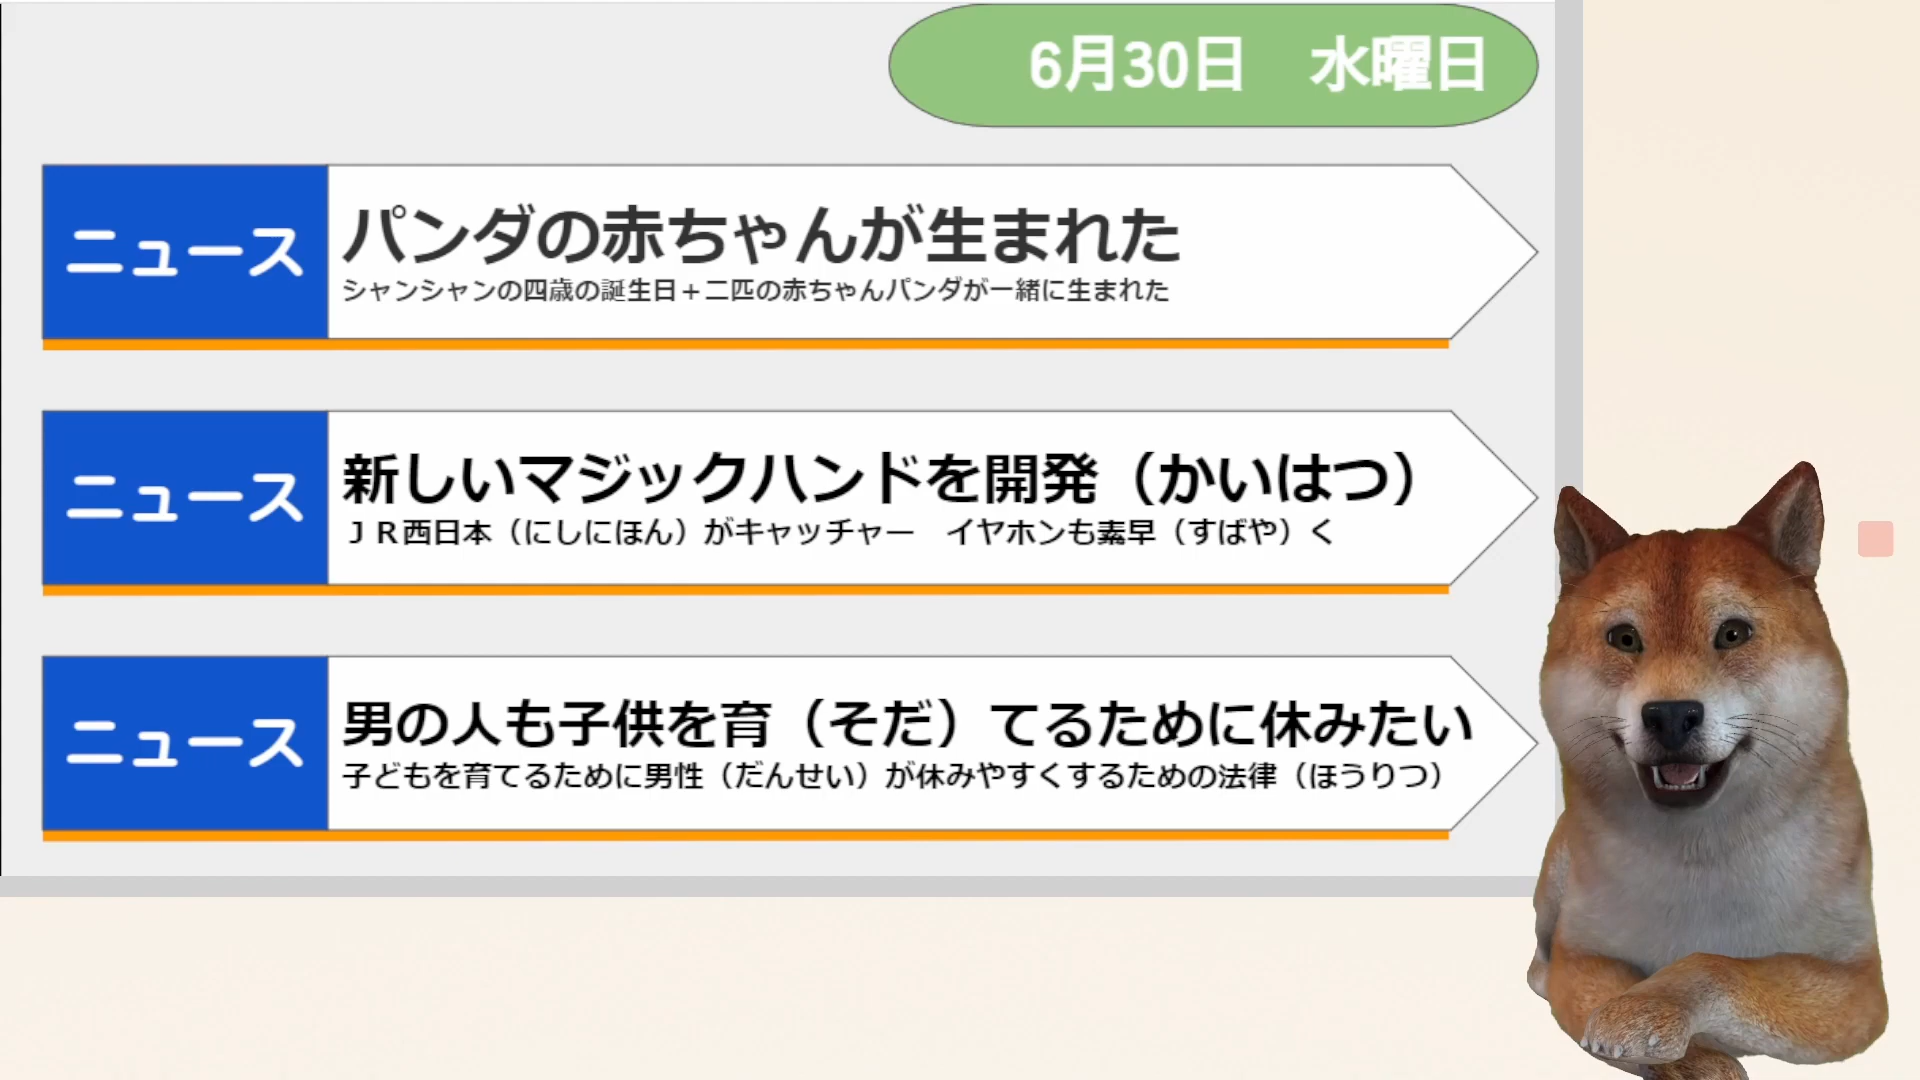 6月30日　水曜日
ニュース
パンダの赤ちゃんが生まれた
シャンシャンの四歳の誕生日＋二匹の赤ちゃんパンダが一緒に生まれた
ニュース
新しいマジックハンドを開発（かいはつ）
ＪＲ西日本（にしにほん）がキャッチャー　イヤホンも素早（すばや）く
ニュース
男の人も子供を育（そだ）てるために休みたい
子どもを育てるために男性（だんせい）が休みやすくするための法律（ほうりつ）